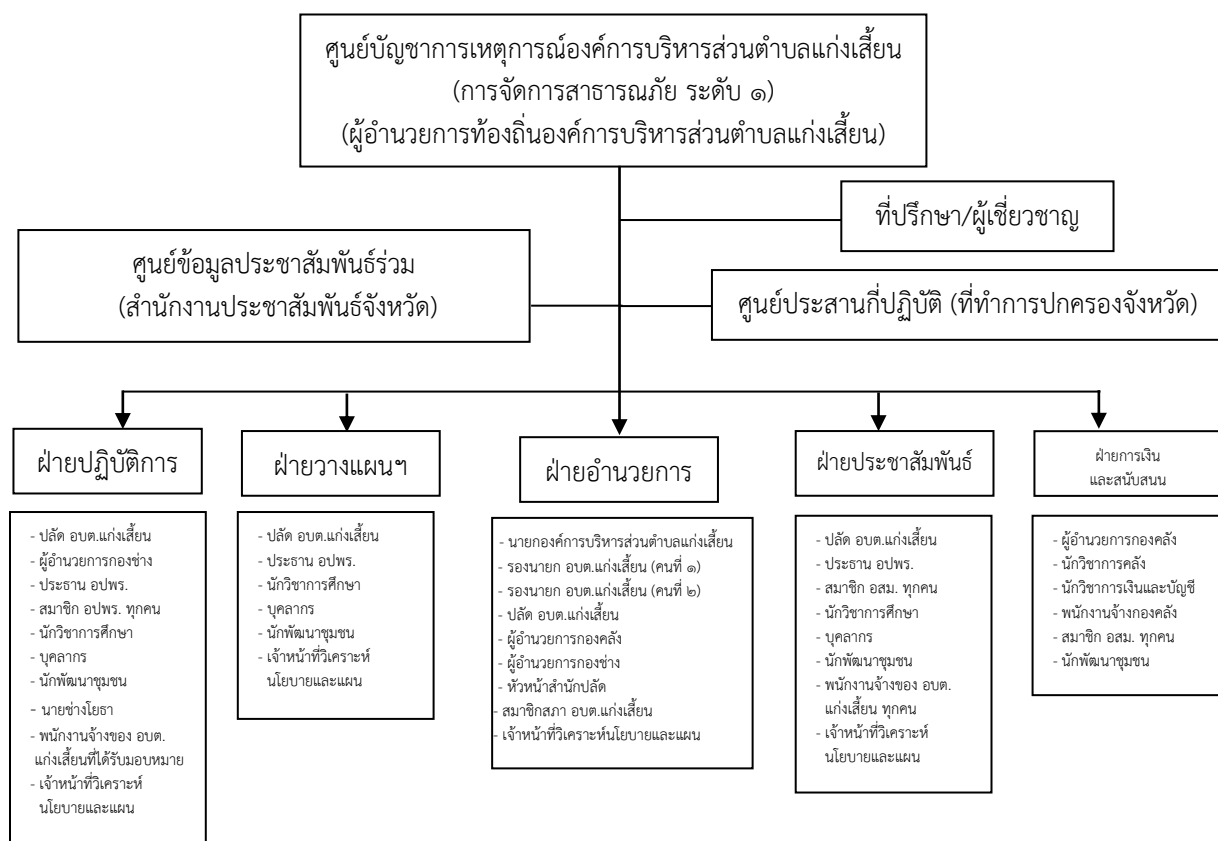 ศูนย์บัญชาการเหตุการณ์องค์การบริหารส่วนตำบลแก่งเสี้ยน
(การจัดการสาธารณภัย ระดับ ๑)
(ผู้อำนวยการท้องถิ่นองค์การบริหารส่วนตำบลแก่งเสี้ยน)
ที่ปรึกษา/ผู้เชี่ยวชาญ
ศูนย์ข้อมูลประชาสัมพันธ์ร่วม
(สำนักงานประชาสัมพันธ์จังหวัด)
ศูนย์ประสานกี่ปฏิบัติ (ที่ทำการปกครองจังหวัด)
ฝ่ายปฏิบัติการ
- ปลัด อบต.แก่งเสี้ยน
- ผู้อำนวยการกองช่าง
- ประธาน อปพร.
- สมาชิก อปพร. ทุกคน
- นักวิชาการศึกษา
- บุคลากร
- นักพัฒนาชุมชน
- นายช่างโยธา
- พนักงานจ้างของ อบต.
แก่งเสี้ยนที่ได้รับมอบหมาย
- เจ้าหน้าที่วิเคราะห์
นโยบายและแผน
ฝ่ายวางแผนฯ
- ปลัด อบต.แก่งเสี้ยน
- ประธาน อปพร.
- นักวิชาการศึกษา
- บุคลากร
- นักพัฒนาชุมชน
- เจ้าหน้าที่วิเคราะห์
นโยบายและแผน
ฝ่ายอำนวยการ
- นายกองค์การบริหารส่วนตำบลแก่งเสี้ยน
- รองนายก อบต.แก่งเสี้ยน (คนที่ ๑)
- รองนายก อบต.แก่งเสี้ยน (คนที่ ๒)
- ปลัด อบต.แก่งเสี้ยน
- ผู้อำนวยการกองคลัง
- ผู้อำนวยการกองช่าง
- หัวหน้าสำนักปลัด
- สมาชิกสภา อบต.แก่งเสี้ยน
- เจ้าหน้าที่วิเคราะห์นโยบายและแผน
ฝ่ายประชาสัมพันธ์
- ปลัด อบต.แก่งเสี้ยน
- ประธาน อปพร.
- สมาชิก อสม. ทุกคน
- นักวิชาการศึกษา
- บุคลากร
- นักพัฒนาชุมชน
- พนักงานจ้างของ อบต.
แก่งเสี้ยน ทุกคน
- เจ้าหน้าที่วิเคราะห์
นโยบายและแผน
ฝ่ายการเงิน
และสนับสนน
- ผู้อำนวยการกองคลัง
- นักวิชาการคลัง
- นักวิชาการเงินและบัญชี
- พนักงานจ้างกองคลัง
- สมาชิก อสม. ทุกคน
- นักพัฒนาชุมชน